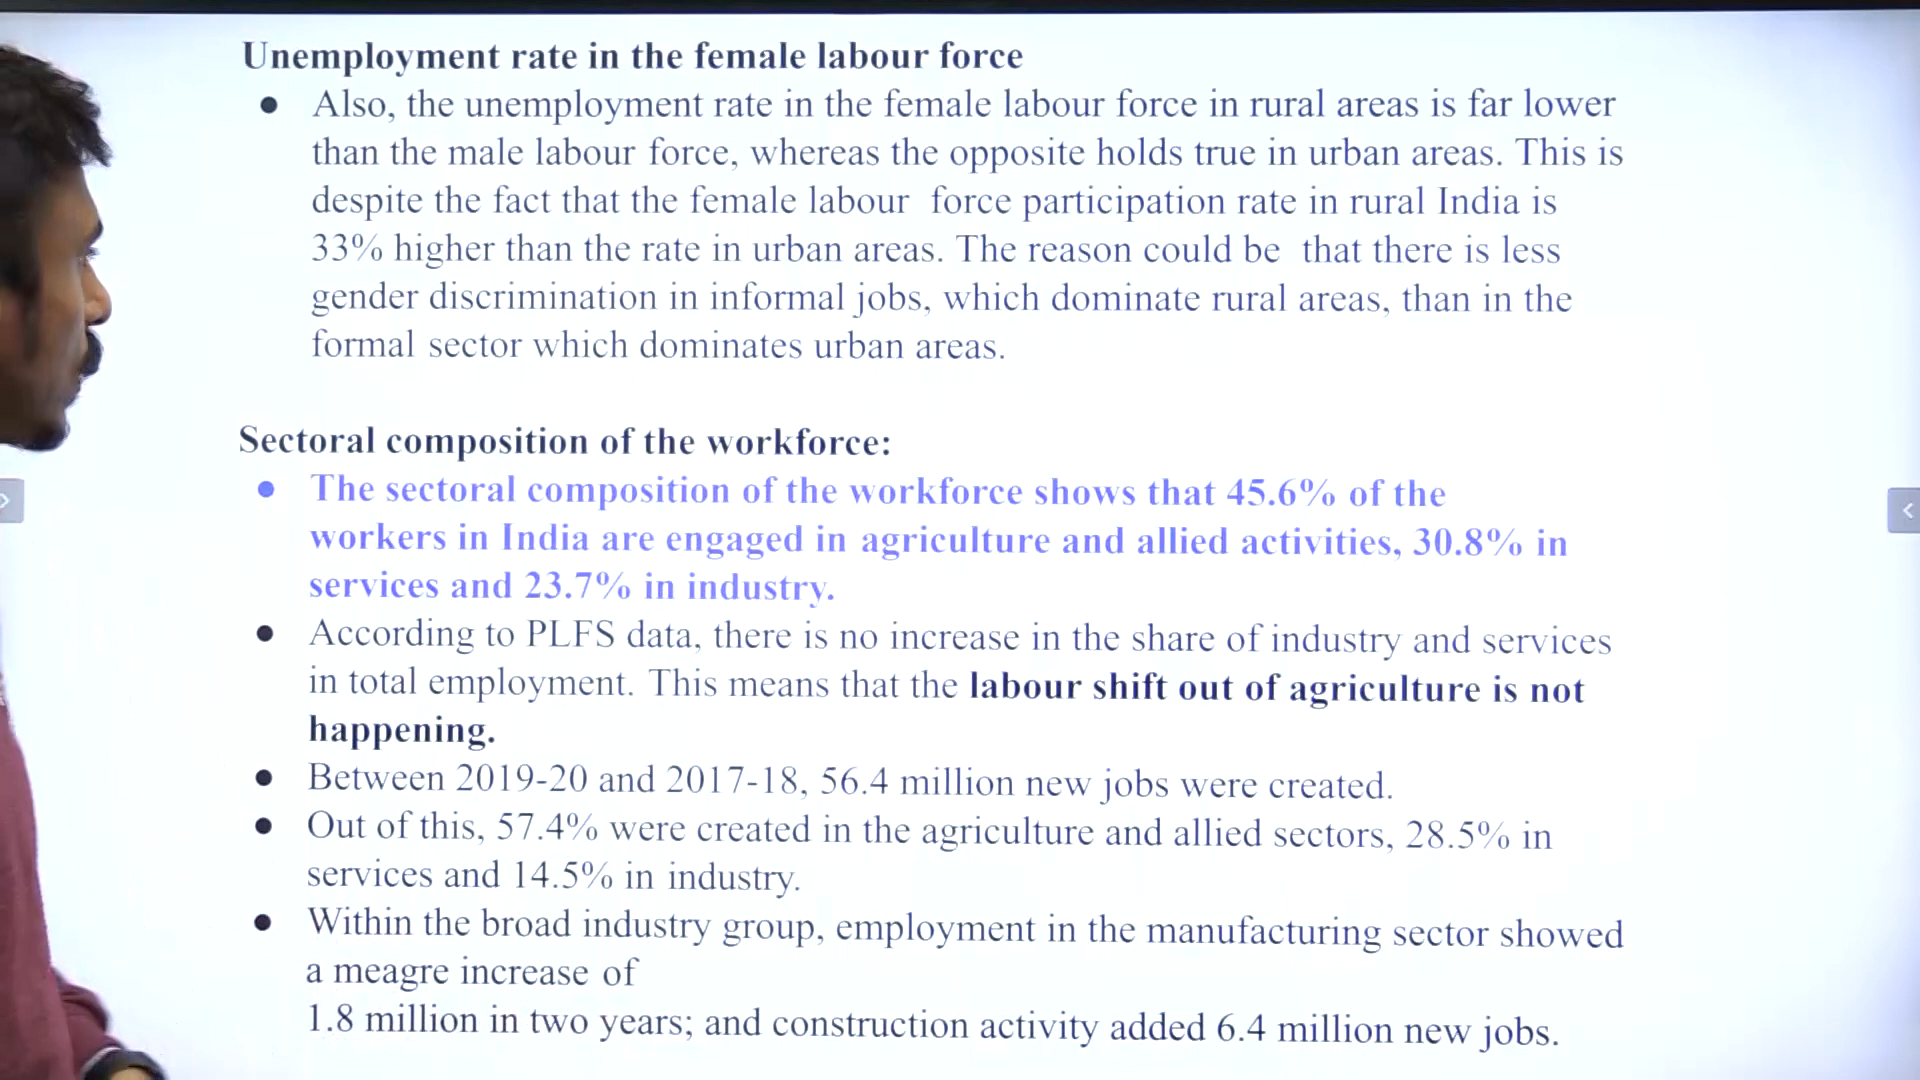 Unemployment rate in the female labour force
● Also, the unemployment rate in the female labour force in rural areas is far lower
than the male labour force, whereas the opposite holds true in urban areas. This is
despite the fact that the female labour force participation rate in rural India is
33% higher than the rate in urban areas. The reason could be that there is less
gender discrimination in informal jobs, which dominate rural areas, than in the
formal sector which dominates urban areas.
Sectoral composition of the workforce:
● The sectoral composition of the workforce shows that 45.6% of the
workers in India are engaged in agriculture and allied activities, 30.8% in
services and 23.7% in industry.
● According to PLFS data, there is no increase in the share of industry and services
in total employment. This means that the labour shift out of agriculture is not
happening.
● Between 2019-20 and 2017-18, 56.4 million new jobs were created.
● Out of this, 57.4% were created in the agriculture and allied sectors, 28.5% in
services and 14.5% in industry.
● Within the broad industry group, employment in the manufacturing sector showed
a meagre increase of
1.8 million in two years; and construction activity added 6.4 million new jobs.